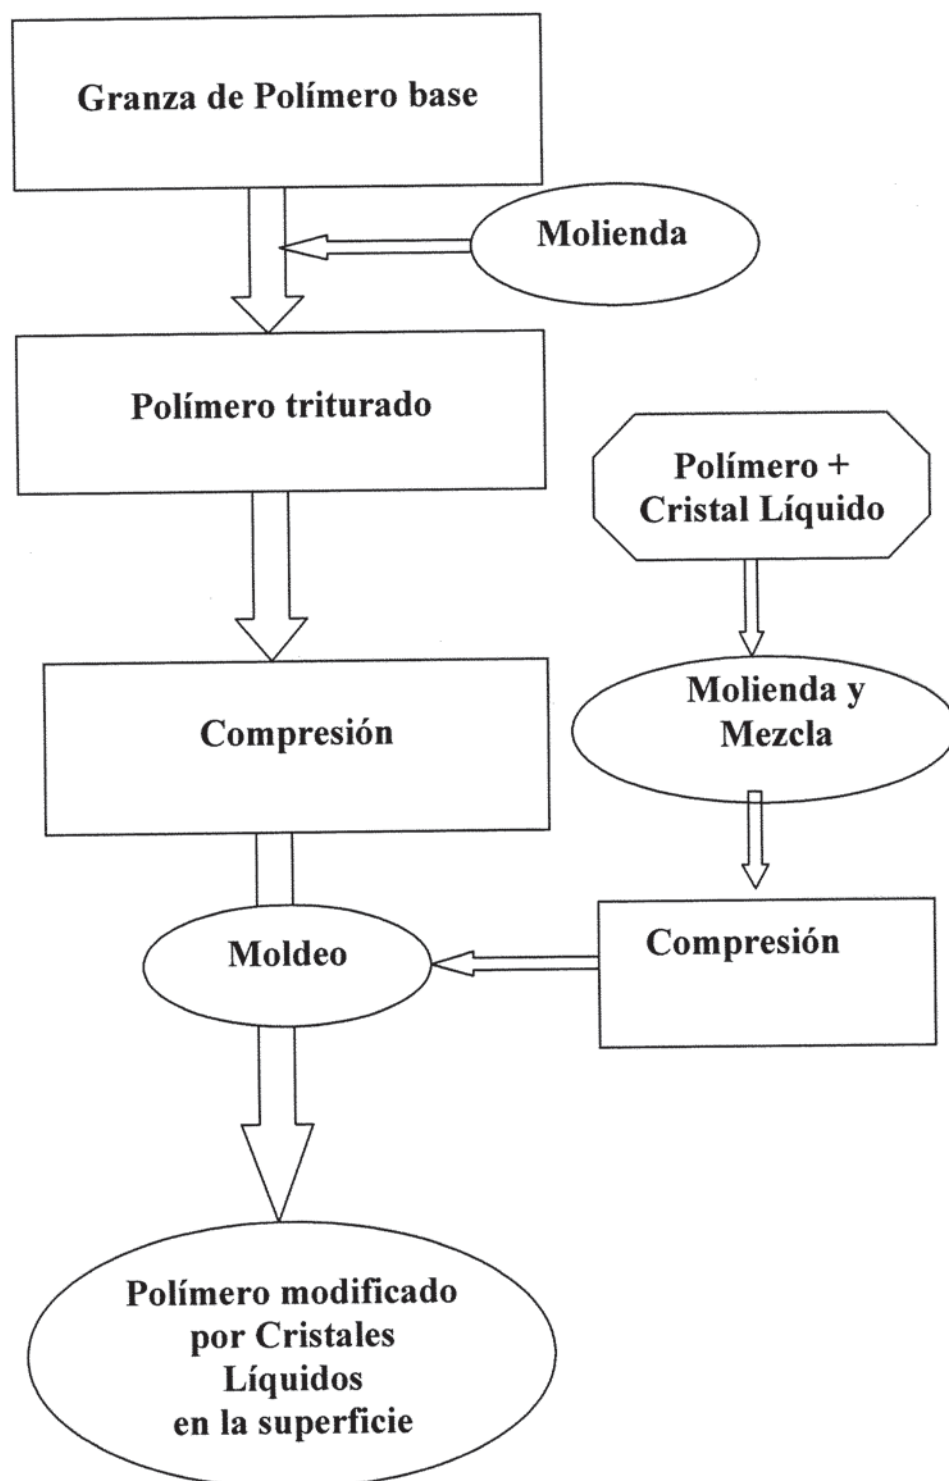 Granza de Polímero base
Molienda
Polímero triturado
Polímero +
Cristal Líquido
Compresión
Molienda y
Mezcla
Moldeo
Compresión
Polímero modificado
por Cristales
Líquidos
en la superficie